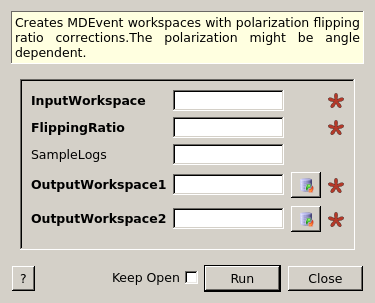 Creates MDEvent workspaces with polarization flipping
ratio corrections.The polarization might be angle
dependent.
InputWorkspace
FlippingRatio
SampleLogs
OutputWorkspace1
OutputWorkspace2
? Keep Open Run Close